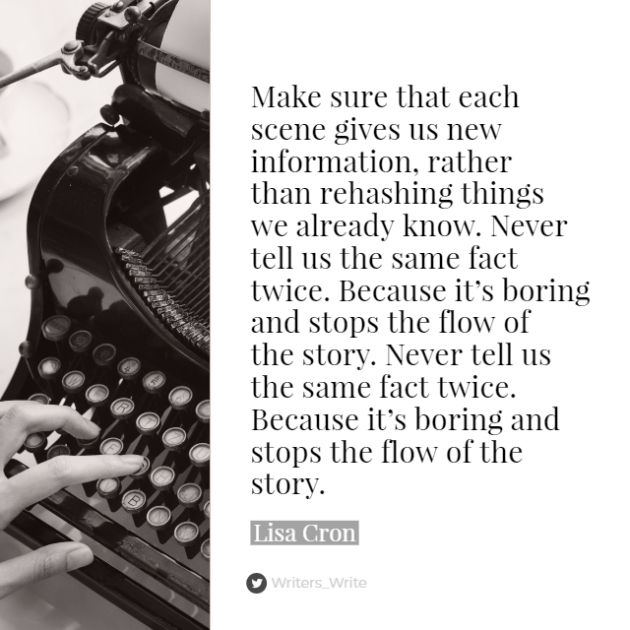 Make sure that each
scene gives us new
information, rather
than rehashing things
we already know. Never
tell us the same fact
twice. Because it’s boring
and stops the flow of
the story. Never tell us
the same fact twice.
Because it’s boring and
stops the flow of the
story.
Lisa Cron
Writers_Write